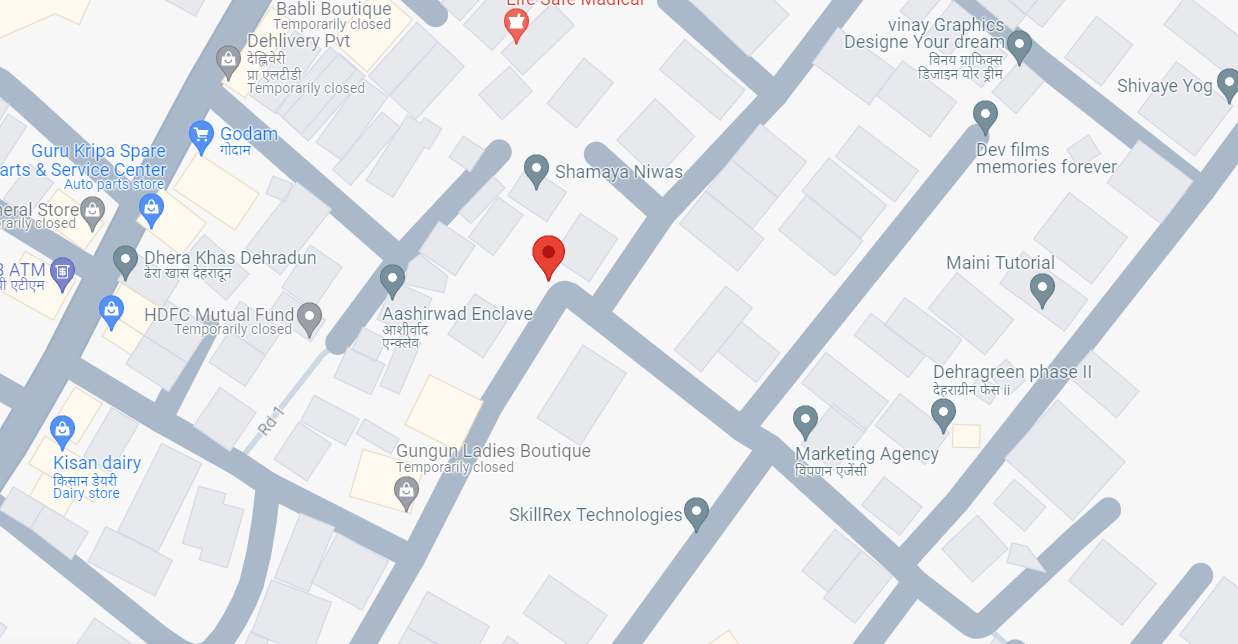 Babli Boutique
Temporarily closed
Dehlivery Pvt
देह्लिवेरी
प्रा एलटीडी
Temporarily closed
Life Safe Madical
vinay Graphics
Designe Your dream
विनय ग्राफिक्स
डिजाइन योर ड्रीम
Shivaye Yog
Godam
गोदाम
Guru Kripa Spare
arts & Service Center
Auto parts store
Dev films
memories forever
Shamaya Niwas
neral Store
rarily closed
Dhera Khas Dehradun
ढेरा खास देहरादून
B ATM
बी एटीएम
Maini Tutorial
HDFC Mutual Fund
Temporarily closed
Aashirwad Enclave
आशीर्वाद
एन्क्लेव
Dehragreen phase II
देहराग्रीन फेस ii
Rd 1
Gungun Ladies Boutique
Temporarily closed
Marketing Agency
विपणन एजेंसी
Kisan dairy
किसान डेयरी
Dairy store
SkillRex Technologies